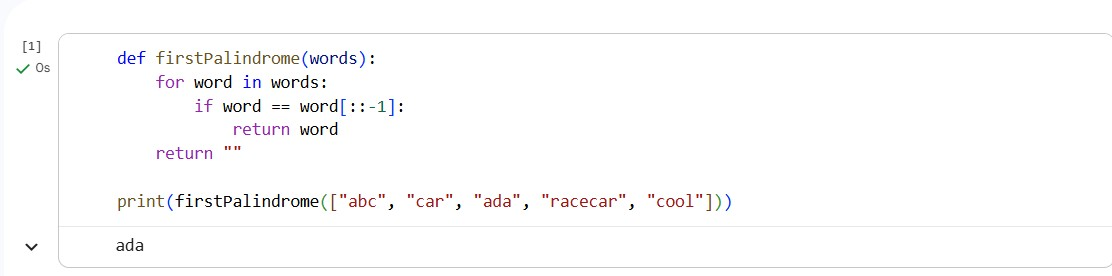 [1]
0s
def firstPalindrome(words):
    for word in words:
        if word == word[::-1]:
            return word
    return ""

print(firstPalindrome(["abc", "car", "ada", "racecar", "cool"]))
ada